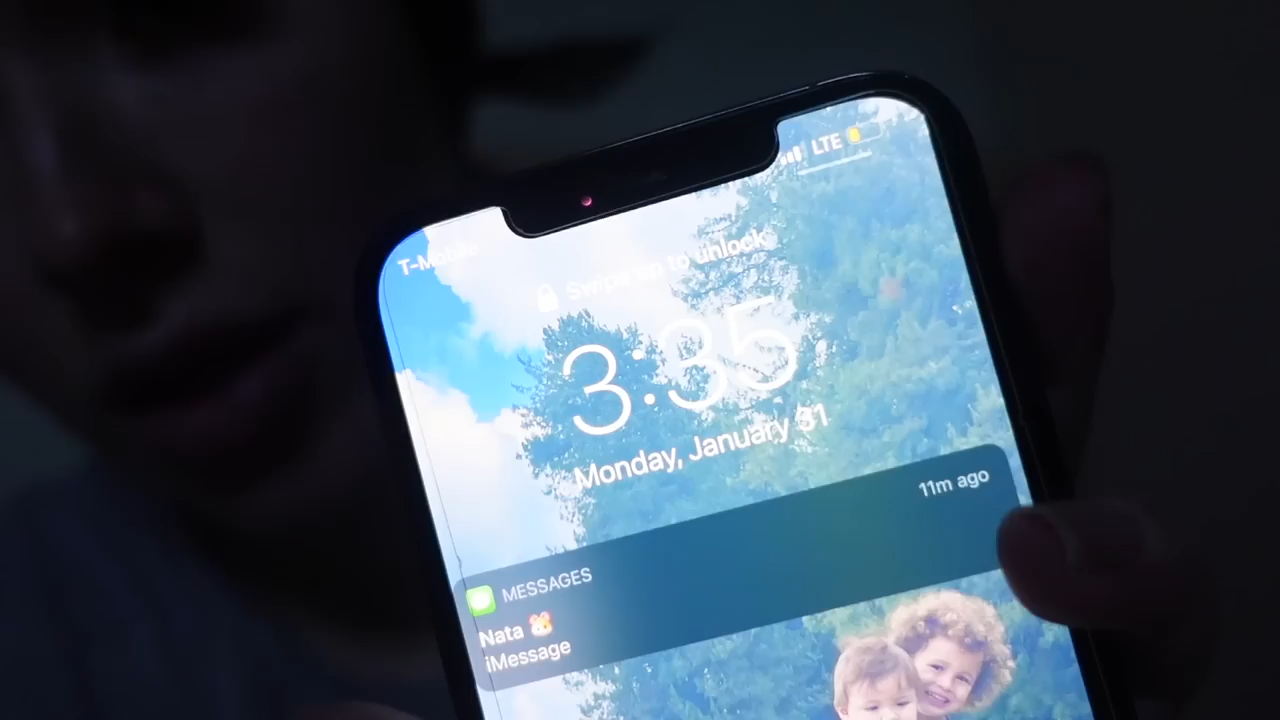 T-Mobile
LTE
Swipe up to unlock
3:35
Monday, January 31
MESSAGES
11m ago
Nata 🐹
iMessage